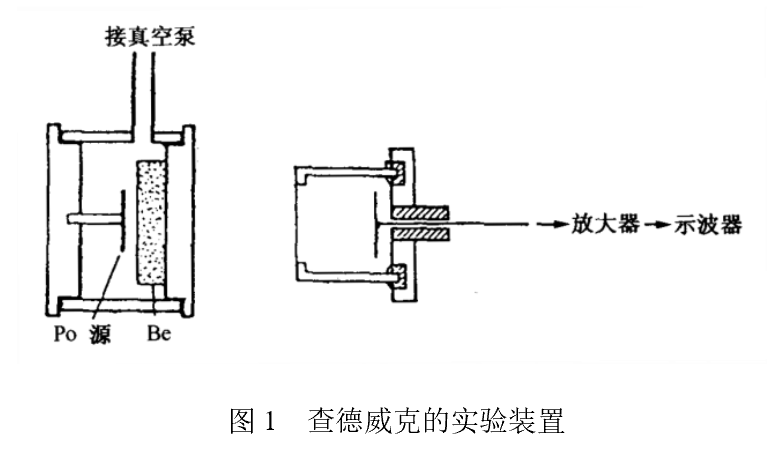 接真空泵
放大器
示波器
Po 源
Be
图1 查德威克的实验装置